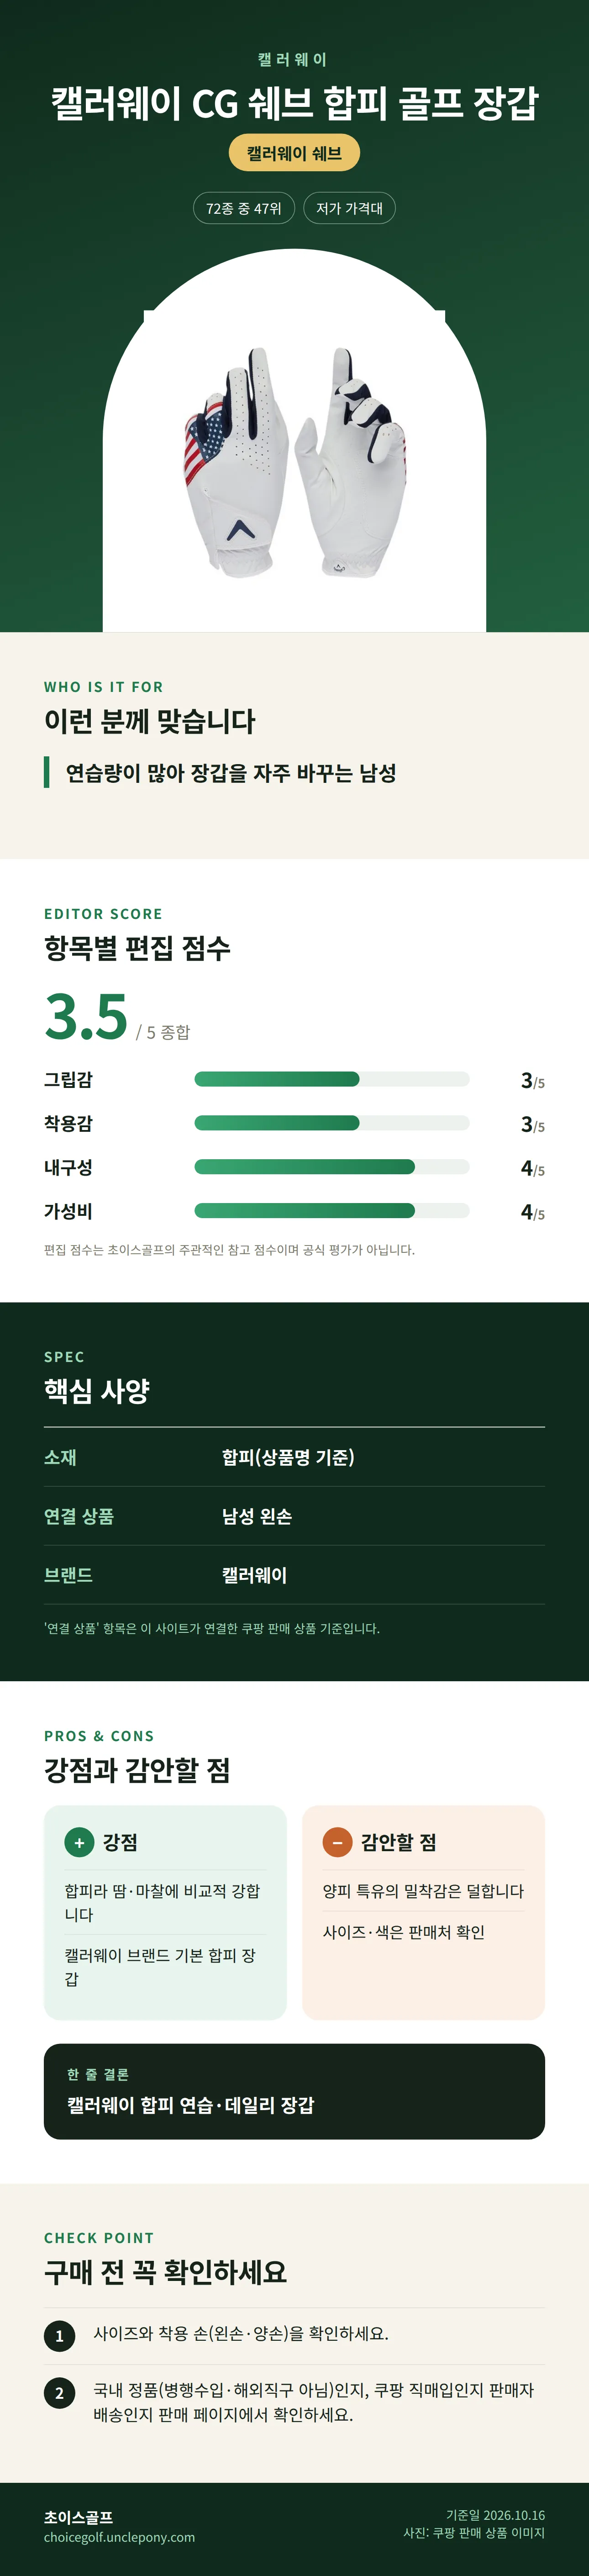 캘러웨이
캘러웨이 CG 쉐브 합피 골프 장갑
캘러웨이 쉐브
72종 중 47위
저가 가격대
WHO IS IT FOR
이런 분께 맞습니다
연습량이 많아 장갑을 자주 바꾸는 남성
EDITOR SCORE
항목별 편집 점수
3.5 / 5 종합
그립감 3/5
착용감 3/5
내구성 4/5
가성비 4/5
편집 점수는 초이스골프의 주관적인 참고 점수이며 공식 평가가 아닙니다.
SPEC
핵심 사양
소재 합피(상품명 기준)
연결 상품 남성 왼손
브랜드 캘러웨이
'연결 상품' 항목은 이 사이트가 연결한 쿠팡 판매 상품 기준입니다.
PROS & CONS
강점과 감안할 점
+ 강점
합피라 땀·마찰에 비교적 강합
니다
캘러웨이 브랜드 기본 합피 장
갑
− 감안할 점
양피 특유의 밀착감은 덜합니다
사이즈·색은 판매처 확인
한 줄 결론
캘러웨이 합피 연습·데일리 장갑
CHECK POINT
구매 전 꼭 확인하세요
1 사이즈와 착용 손(왼손·양손)을 확인하세요.
2 국내 정품(병행수입·해외직구 아님)인지, 쿠팡 직매입인지 판매자
배송인지 판매 페이지에서 확인하세요.
초이스골프
choicegolf.unclepony.com
기준일 2026.10.16
사진: 쿠팡 판매 상품 이미지